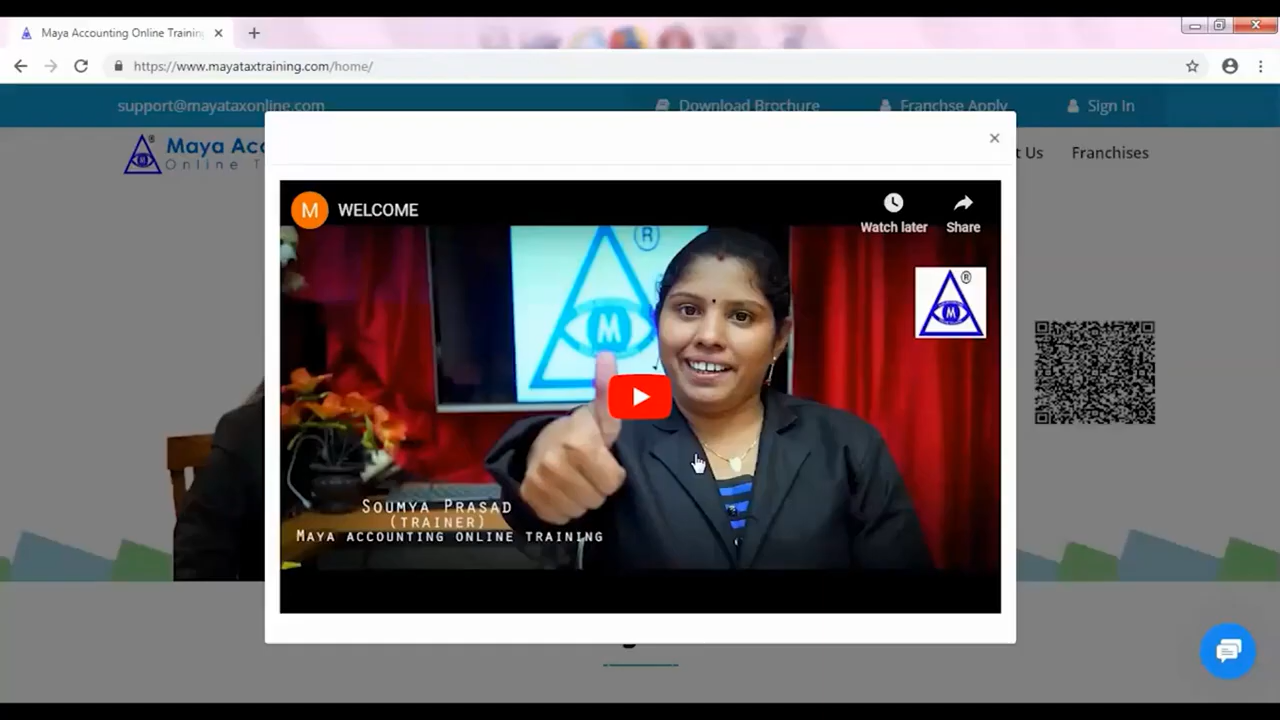 Maya Accounting Online Trainin
https://www.mayataxtraining.com/home/
support@mayataxonline.com
Download Brochure
Franchse Apply
Sign In
Maya Acc
Online T
t Us
Franchises
M
WELCOME
Watch later
Share
®
M
®
M
SOUMYA PRASAD
(TRAINER)
MAYA ACCOUNTING ONLINE TRAINING